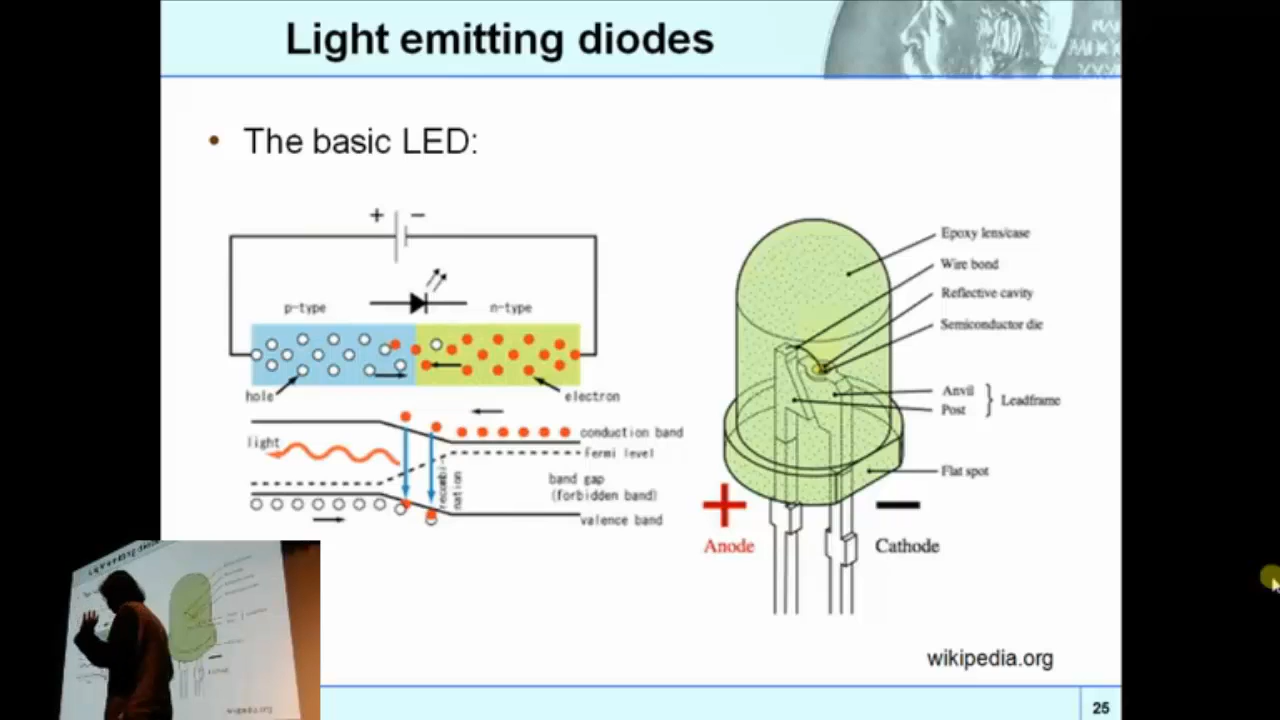 Light emitting diodes
• The basic LED:
+ −
p-type
n-type
hole
electron
light
conduction band
fermi level
recombi-
nation
band gap
(forbidden band)
valence band
Epoxy lens/case
Wire bond
Reflective cavity
Semiconductor die
Anvil
Post
Leadframe
Flat spot
+ −
Anode
Cathode
wikipedia.org
25